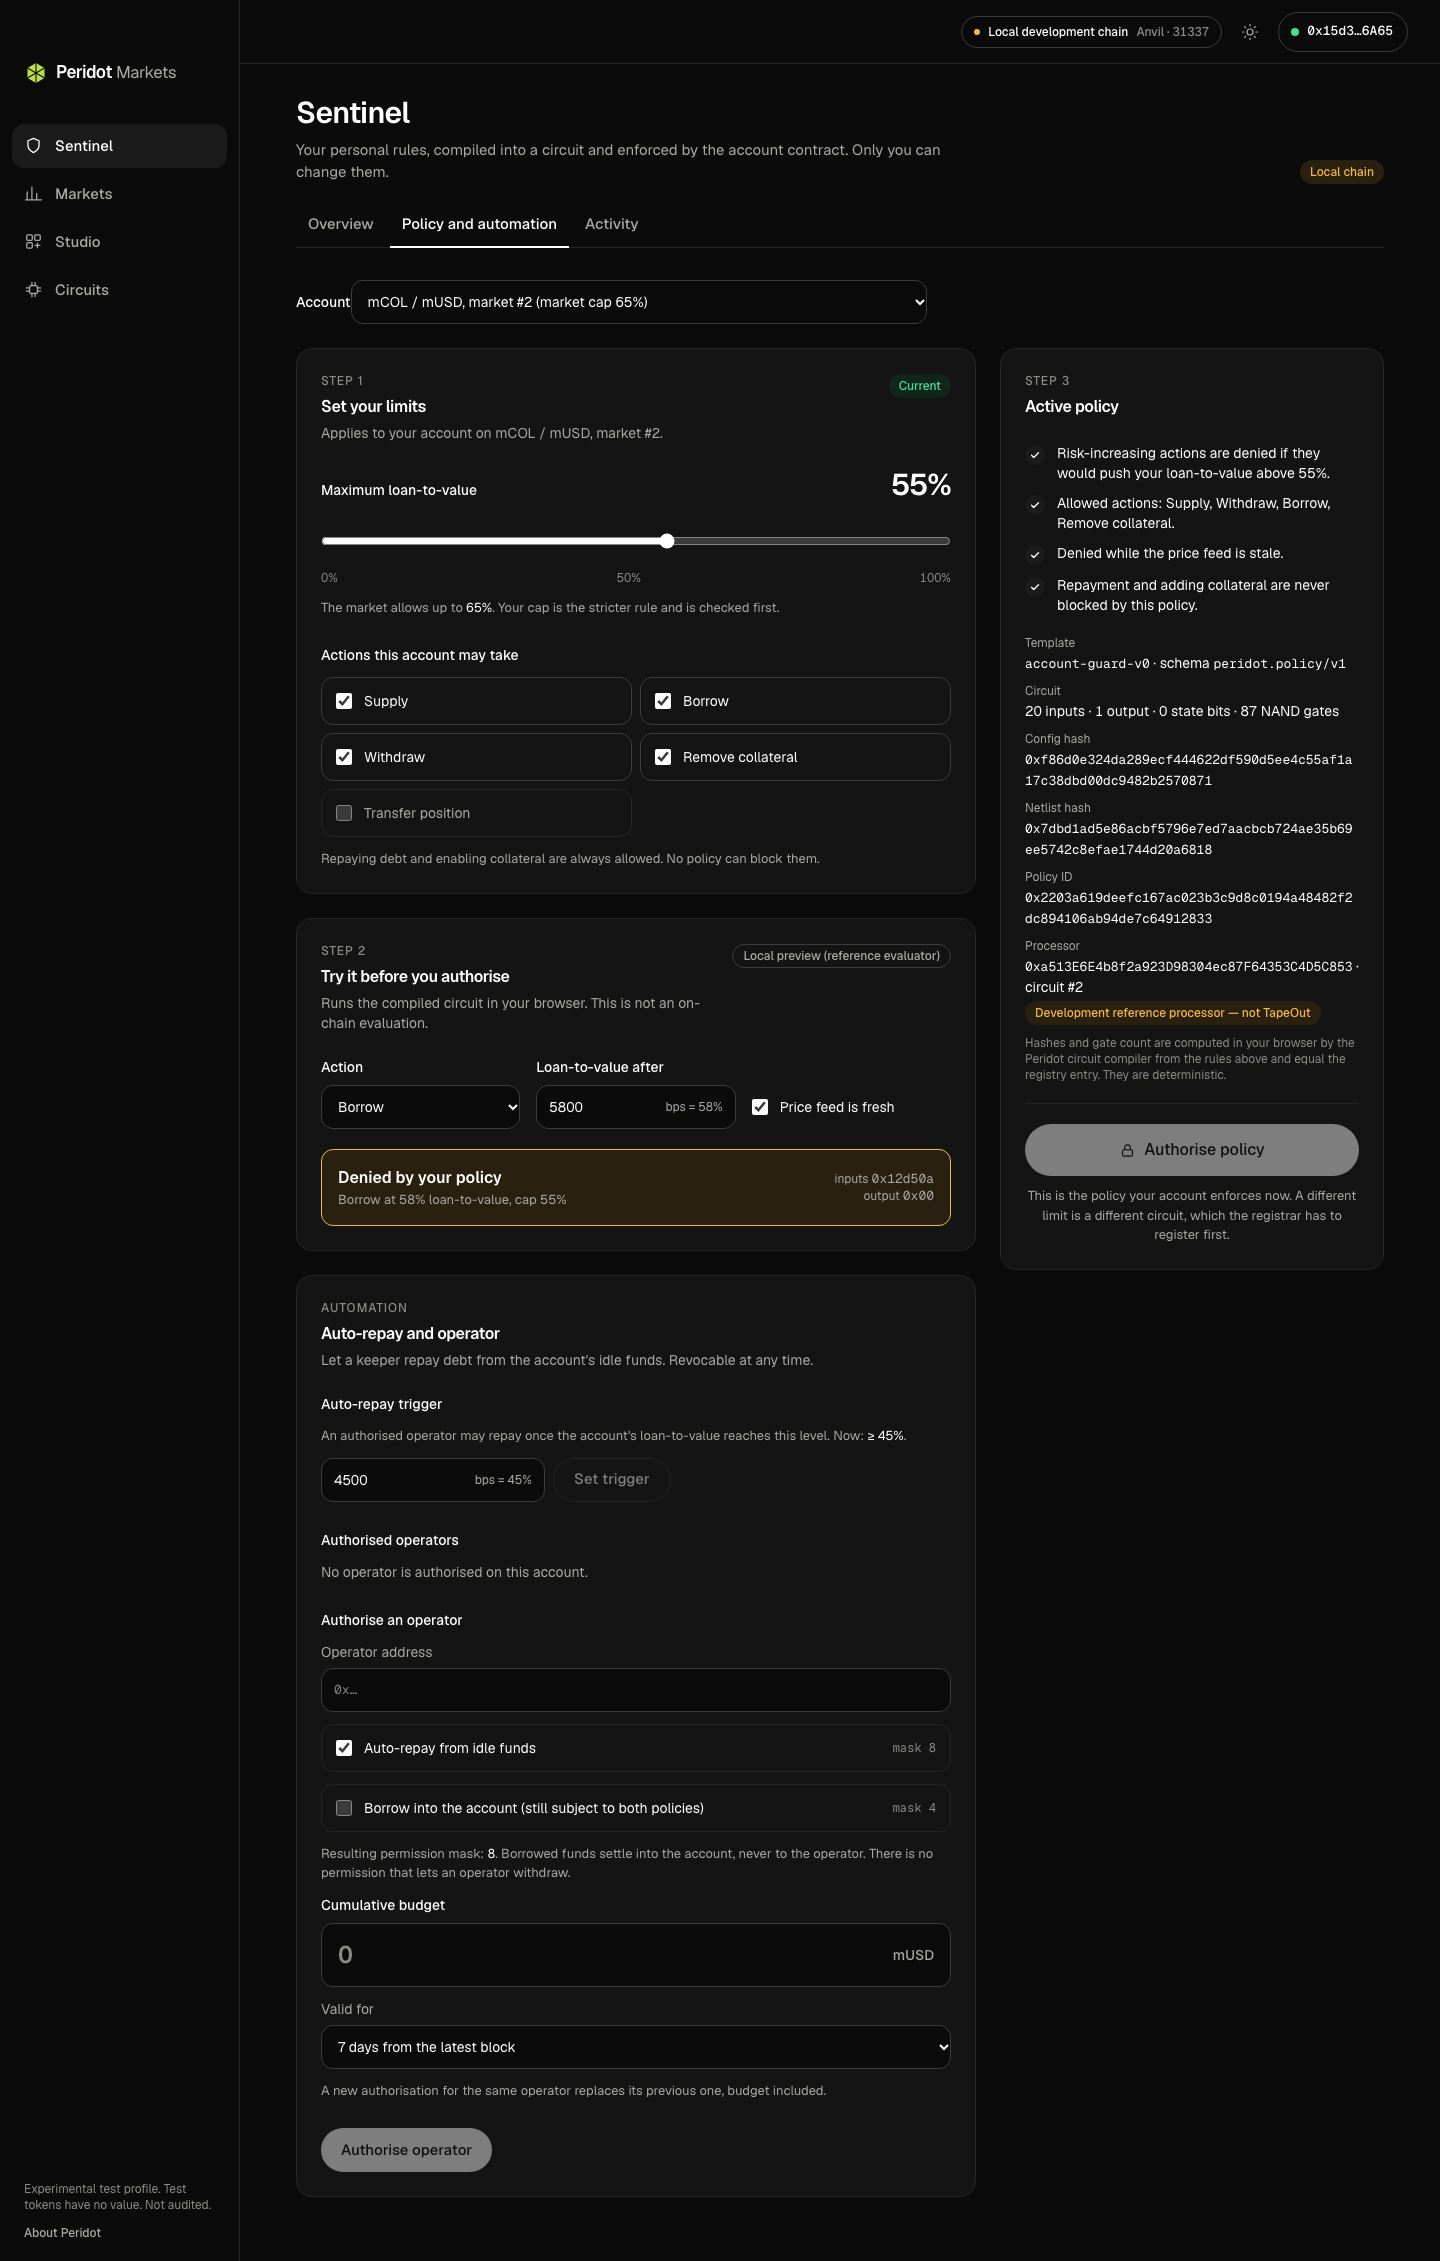 Local development chain Anvil · 31337
0x15d3…6A65
Peridot Markets
Sentinel
Markets
Studio
Circuits
Sentinel
Your personal rules, compiled into a circuit and enforced by the account contract. Only you can
change them.
Local chain
Overview
Policy and automation
Activity
Account
mCOL / mUSD, market #2 (market cap 65%)
STEP 1
Current
Set your limits
Applies to your account on mCOL / mUSD, market #2.
Maximum loan-to-value
55%
0%
50%
100%
The market allows up to 65%. Your cap is the stricter rule and is checked first.
Actions this account may take
Supply
Borrow
Withdraw
Remove collateral
Transfer position
Repaying debt and enabling collateral are always allowed. No policy can block them.
STEP 2
Local preview (reference evaluator)
Try it before you authorise
Runs the compiled circuit in your browser. This is not an on-
chain evaluation.
Action
Loan-to-value after
Borrow
5800
bps = 58%
Price feed is fresh
Denied by your policy
Borrow at 58% loan-to-value, cap 55%
inputs 0x12d50a
output 0x00
AUTOMATION
Auto-repay and operator
Let a keeper repay debt from the account's idle funds. Revocable at any time.
Auto-repay trigger
An authorised operator may repay once the account's loan-to-value reaches this level. Now: ≥ 45%.
4500
bps = 45%
Set trigger
Authorised operators
No operator is authorised on this account.
Authorise an operator
Operator address
0x…
Auto-repay from idle funds
mask 8
Borrow into the account (still subject to both policies)
mask 4
Resulting permission mask: 8. Borrowed funds settle into the account, never to the operator. There is no
permission that lets an operator withdraw.
Cumulative budget
0
mUSD
Valid for
7 days from the latest block
A new authorisation for the same operator replaces its previous one, budget included.
Authorise operator
STEP 3
Active policy
Risk-increasing actions are denied if they
would push your loan-to-value above 55%.
Allowed actions: Supply, Withdraw, Borrow,
Remove collateral.
Denied while the price feed is stale.
Repayment and adding collateral are never
blocked by this policy.
Template
account-guard-v0 · schema peridot.policy/v1
Circuit
20 inputs · 1 output · 0 state bits · 87 NAND gates
Config hash
0xf86d0e324da289ecf444622df590d5ee4c55af1a
17c38dbd00dc9482b2570871
Netlist hash
0x7dbd1ad5e86acbf5796e7ed7aacbcb724ae35b69
ee5742c8efae1744d20a6818
Policy ID
0x2203a619deefc167ac023b3c9d8c0194a48482f2
dc894106ab94de7c64912833
Processor
0xa513E6E4b8f2a923D98304ec87F64353C4D5C853 ·
circuit #2
Development reference processor — not TapeOut
Hashes and gate count are computed in your browser by the
Peridot circuit compiler from the rules above and equal the
registry entry. They are deterministic.
Authorise policy
This is the policy your account enforces now. A different
limit is a different circuit, which the registrar has to
register first.
Experimental test profile. Test
tokens have no value. Not audited.
About Peridot